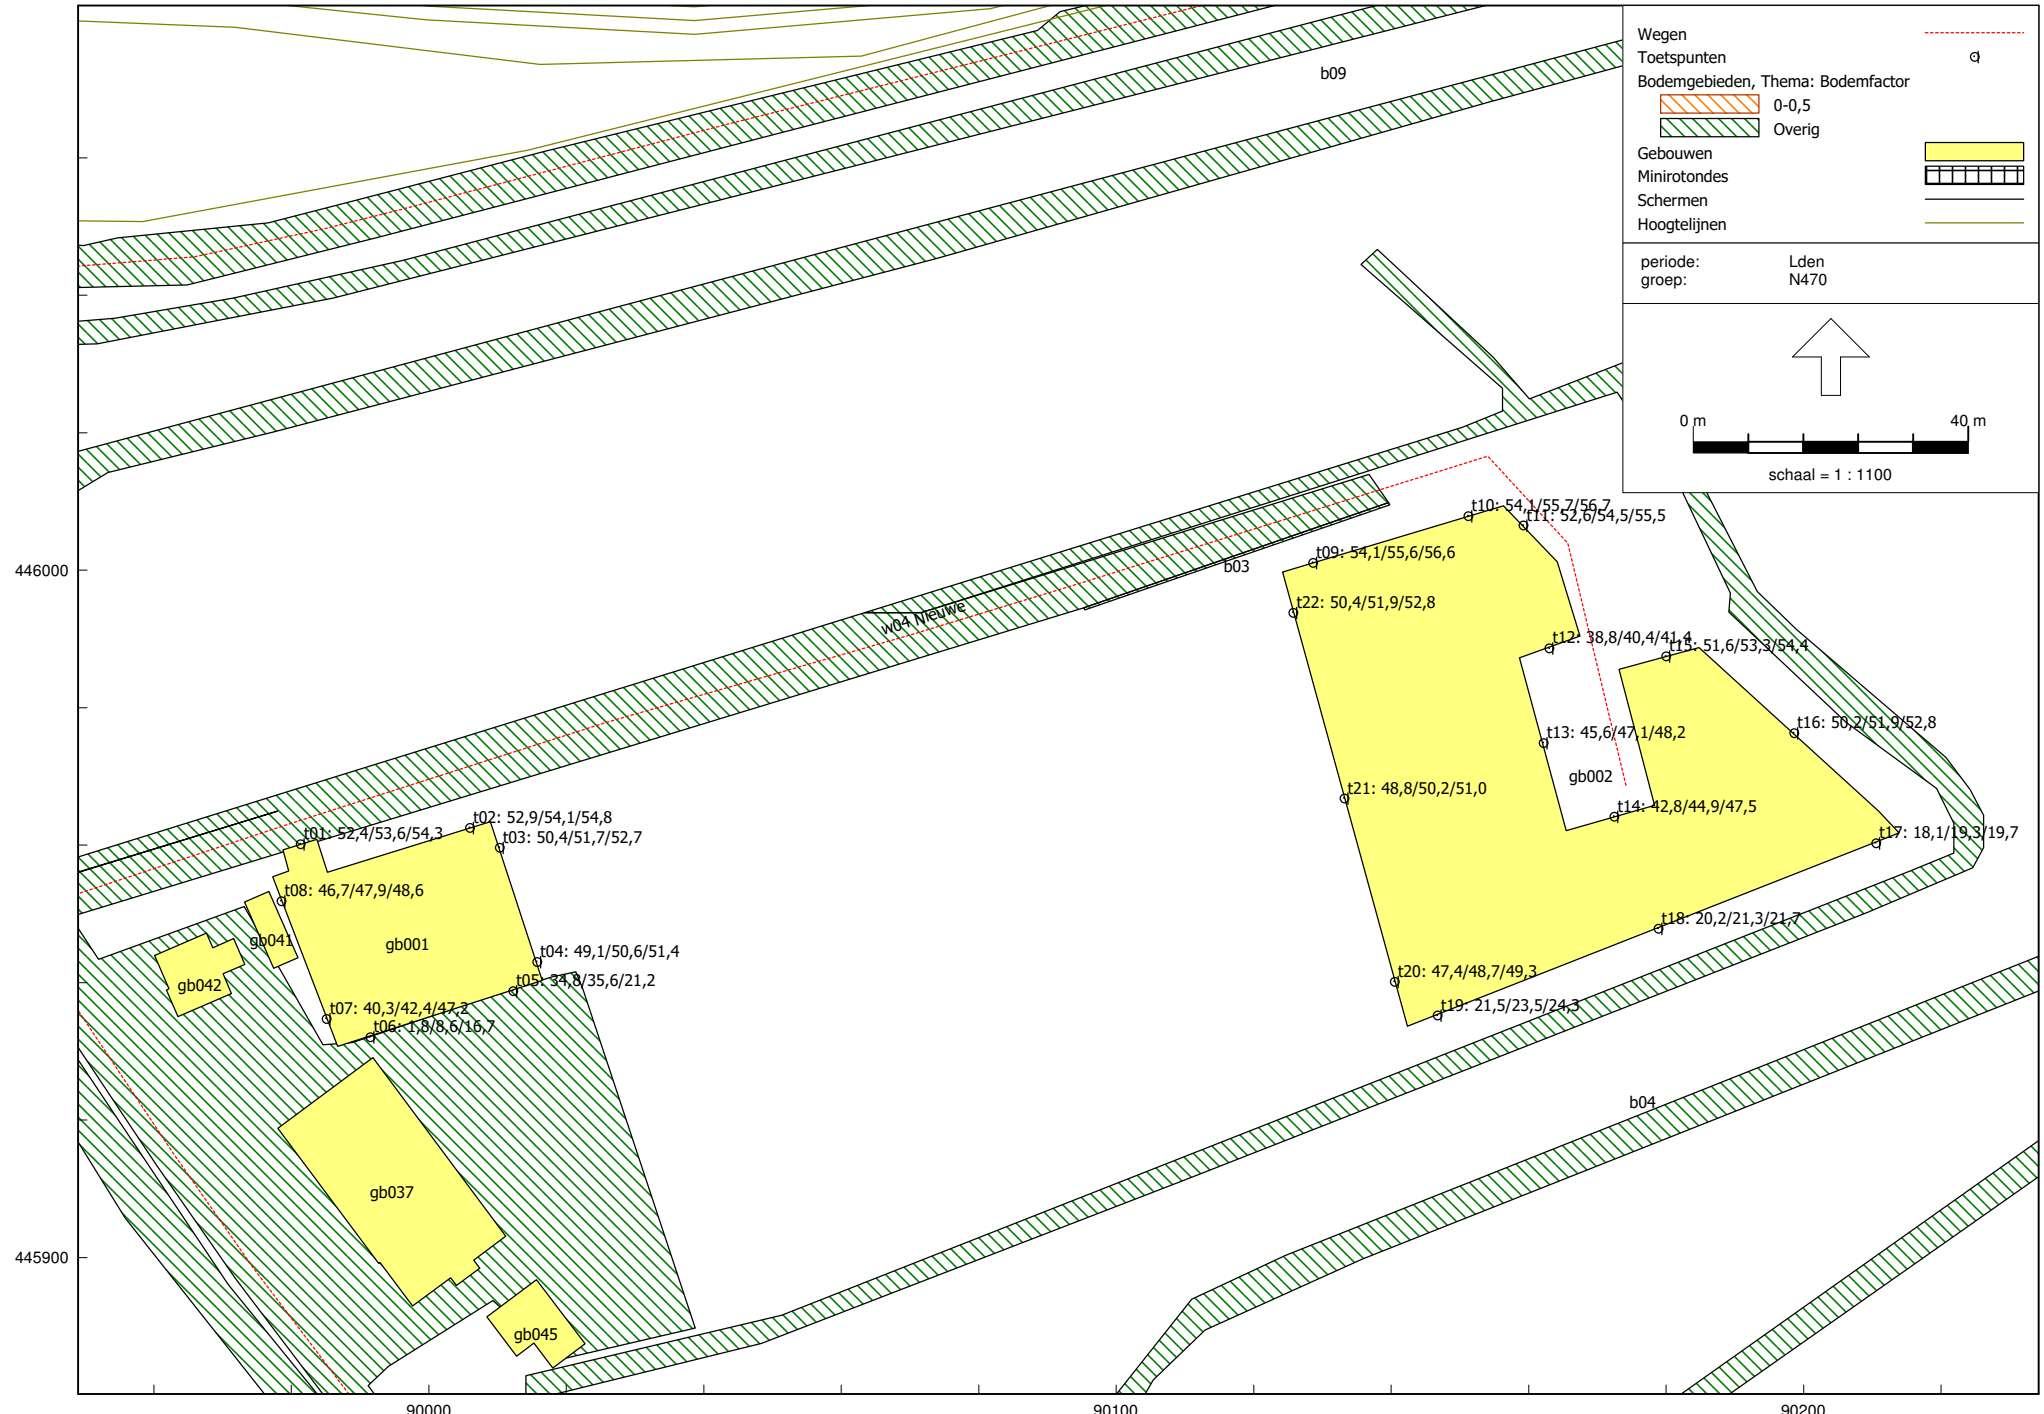 Wegen
Toetspunten
Bodemgebieden, Thema: Bodemfactor
0-0,5
Overig
Gebouwen
Minirotondes
Schermen
Hoogtelijnen
periode: Lden
groep: N470
0 m 40 m
schaal = 1 : 1100
b09
t10: 54,1/55,7/56,7
t11: 52,6/54,5/55,5
t09: 54,1/55,6/56,6
b03
446000
t22: 50,4/51,9/52,8
w04 Nieuwe
t12: 38,8/40,4/41,4
t15: 51,6/53,3/54,4
t16: 50,2/51,9/52,8
t13: 45,6/47,1/48,2
gb002
t21: 48,8/50,2/51,0
t14: 42,8/44,9/47,5
t02: 52,9/54,1/54,8
t01: 52,4/53,6/54,3
t03: 50,4/51,7/52,7
t17: 18,1/19,3/19,7
t08: 46,7/47,9/48,6
t18: 20,2/21,3/21,7
gb041
gb001
t04: 49,1/50,6/51,4
t20: 47,4/48,7/49,3
t05: 34,8/35,6/21,2
gb042
t07: 40,3/42,4/47,2
t19: 21,5/23,5/24,3
t06: 1,8/8,6/16,7
b04
gb037
445900
gb045
90000
90100
90200